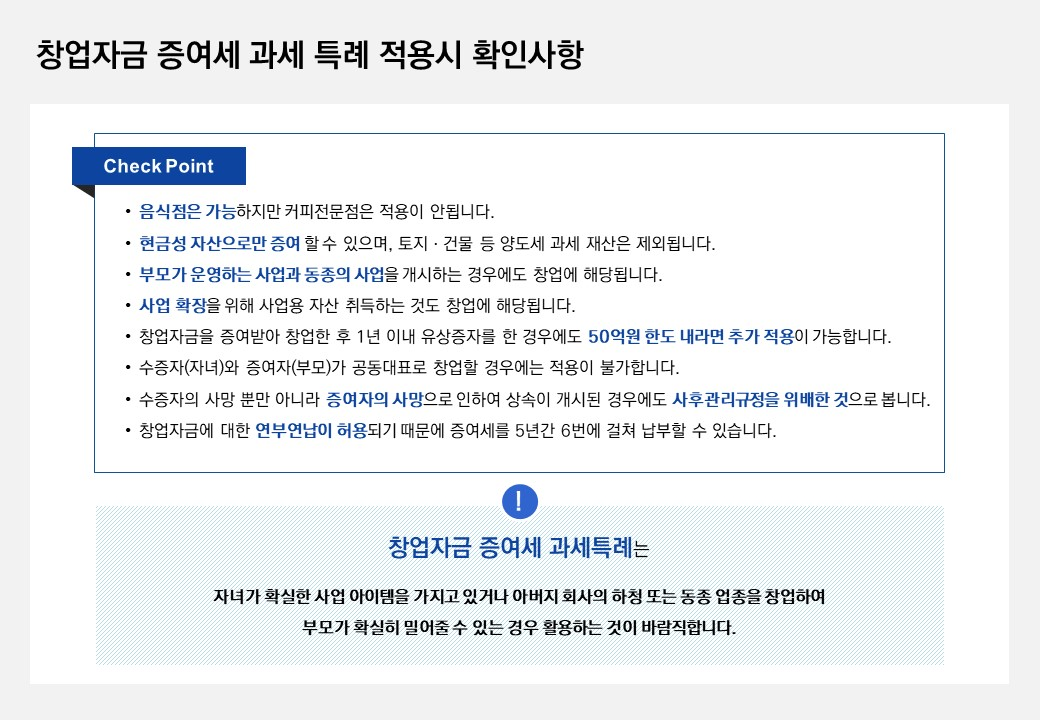 창업자금 증여세 과세 특례 적용시 확인사항
Check Point
• 음식점은 가능하지만 커피전문점은 적용이 안됩니다.
• 현금성 자산으로만 증여 할 수 있으며, 토지 · 건물 등 양도세 과세 재산은 제외됩니다.
• 부모가 운영하는 사업과 동종의 사업을 개시하는 경우에도 창업에 해당됩니다.
• 사업 확장을 위해 사업용 자산 취득하는 것도 창업에 해당됩니다.
• 창업자금을 증여받아 창업한 후 1년 이내 유상증자를 한 경우에도 50억원 한도 내라면 추가 적용이 가능합니다.
• 수증자(자녀)와 증여자(부모)가 공동대표로 창업할 경우에는 적용이 불가합니다.
• 수증자의 사망 뿐만 아니라 증여자의 사망으로 인하여 상속이 개시된 경우에도 사후관리규정을 위배한 것으로 봅니다.
• 창업자금에 대한 연부연납이 허용되기 때문에 증여세를 5년간 6번에 걸쳐 납부할 수 있습니다.
!
창업자금 증여세 과세특례는
자녀가 확실한 사업 아이템을 가지고 있거나 아버지 회사의 하청 또는 동종 업종을 창업하여
부모가 확실히 밀어줄 수 있는 경우 활용하는 것이 바람직합니다.